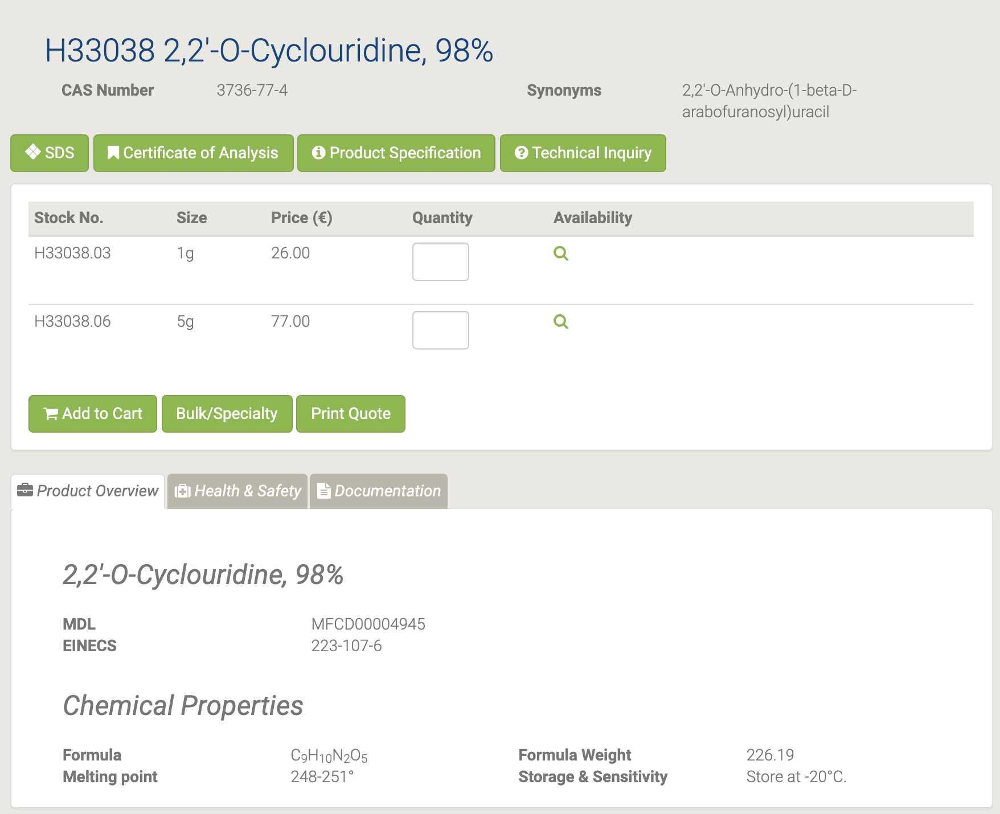 H33038 2,2'-O-Cyclouridine, 98%
CAS Number 3736-77-4 Synonyms 2,2'-O-Anhydro-(1-beta-D-
arabofuranosyl)uracil
SDS Certificate of Analysis Product Specification Technical Inquiry
Stock No. Size Price (€) Quantity Availability
H33038.03 1g 26.00
H33038.06 5g 77.00
Add to Cart Bulk/Specialty Print Quote
Product Overview Health & Safety Documentation
2,2'-O-Cyclouridine, 98%
MDL MFCD00004945
EINECS 223-107-6
Chemical Properties
Formula C₉H₁₀N₂O₅ Formula Weight 226.19
Melting point 248-251° Storage & Sensitivity Store at -20°C.